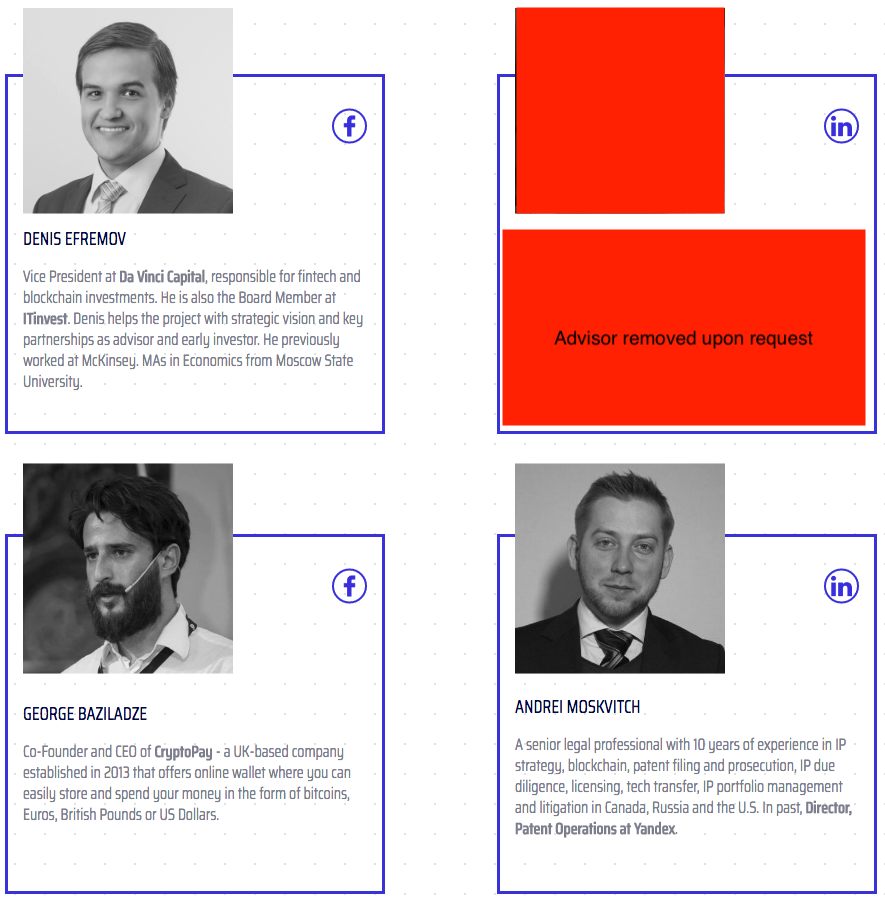 DENIS EFREMOV
Vice President at Da Vinci Capital, responsible for fintech and
blockchain investments. He is also the Board Member at
ITinvest. Denis helps the project with strategic vision and key
partnerships as advisor and early investor. He previously
worked at McKinsey. MAs in Economics from Moscow State
University.
Advisor removed upon request
GEORGE BAZILADZE
Co-Founder and CEO of CryptoPay - a UK-based company
established in 2013 that offers online wallet where you can
easily store and spend your money in the form of bitcoins,
Euros, British Pounds or US Dollars.
ANDREI MOSKVITCH
A senior legal professional with 10 years of experience in IP
strategy, blockchain, patent filing and prosecution, IP due
diligence, licensing, tech transfer, IP portfolio management
and litigation in Canada, Russia and the U.S. In past, Director,
Patent Operations at Yandex.